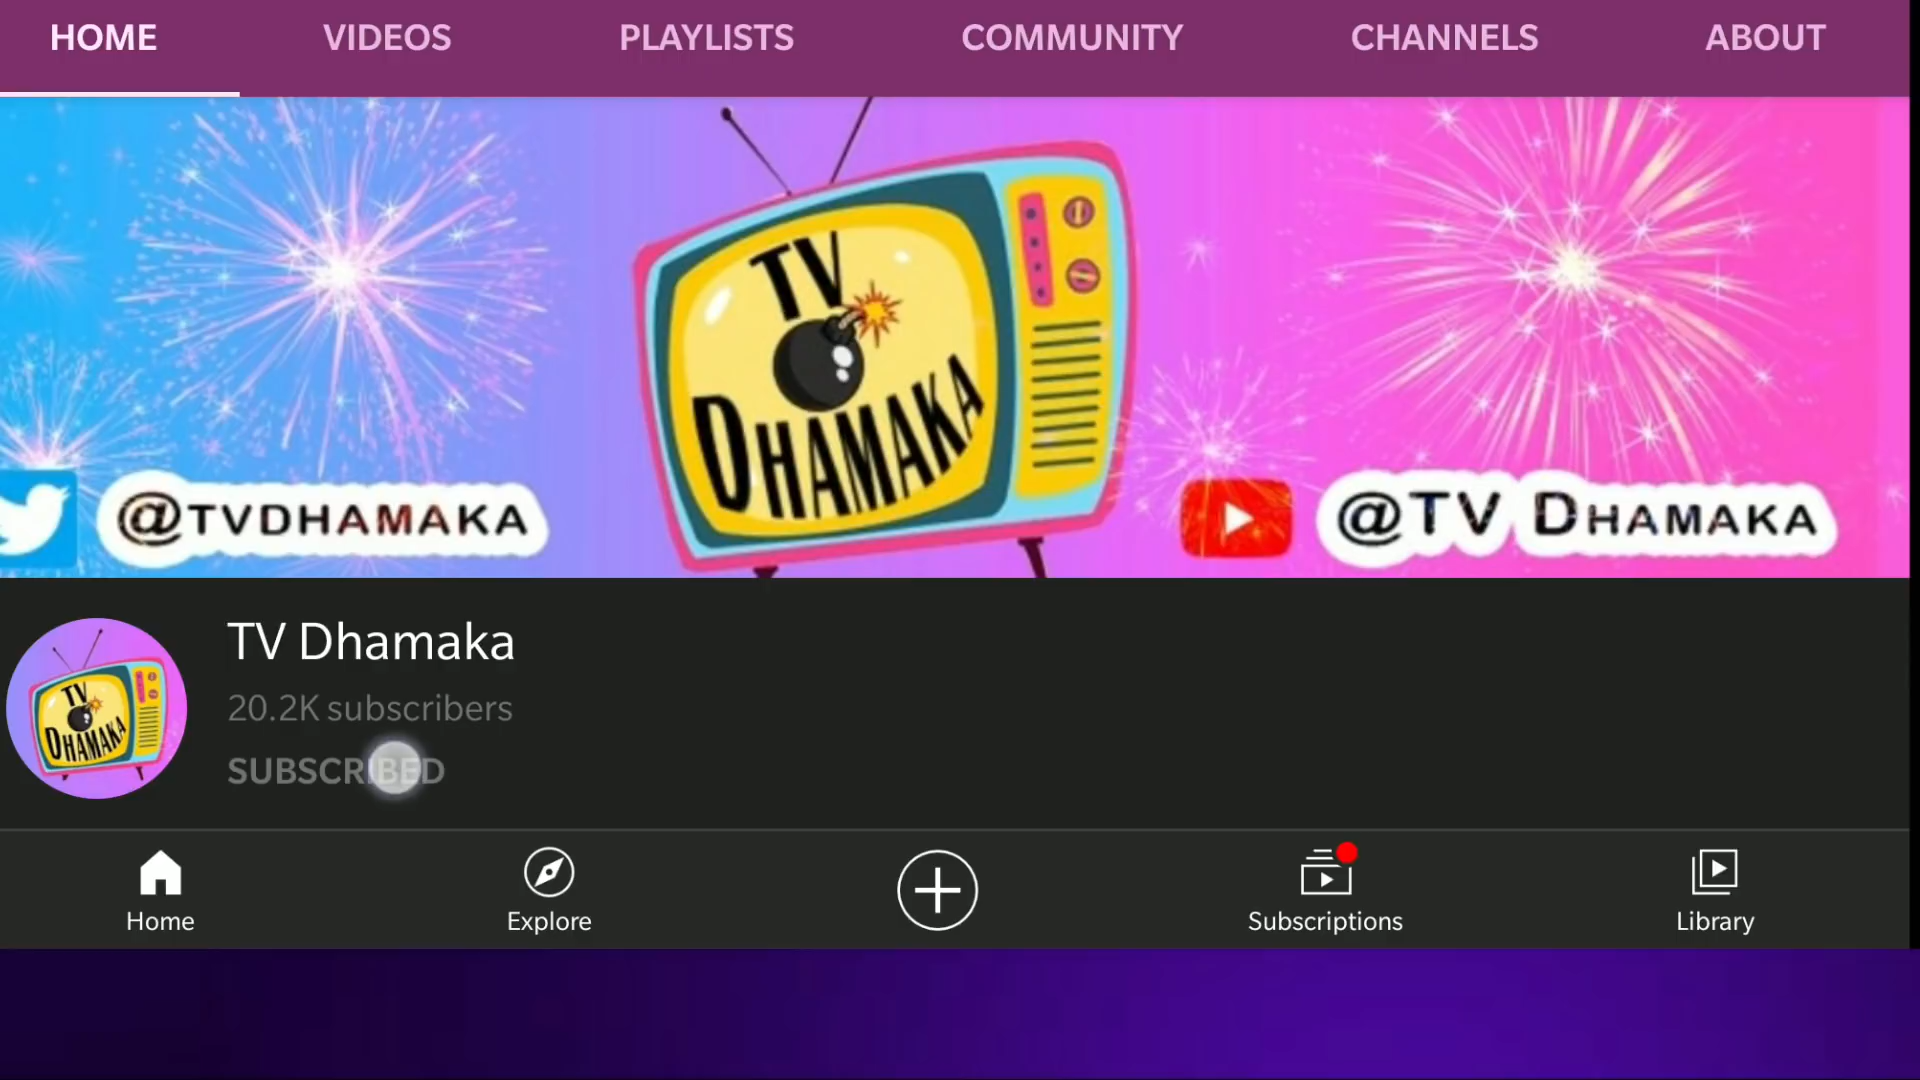 HOME VIDEOS PLAYLISTS COMMUNITY CHANNELS ABOUT
TV
DHAMAKA
@TVDHAMAKA
@TV DHAMAKA
TV
DHAMAKA
TV Dhamaka
20.2K subscribers
SUBSCRIBED
Home Explore Subscriptions Library